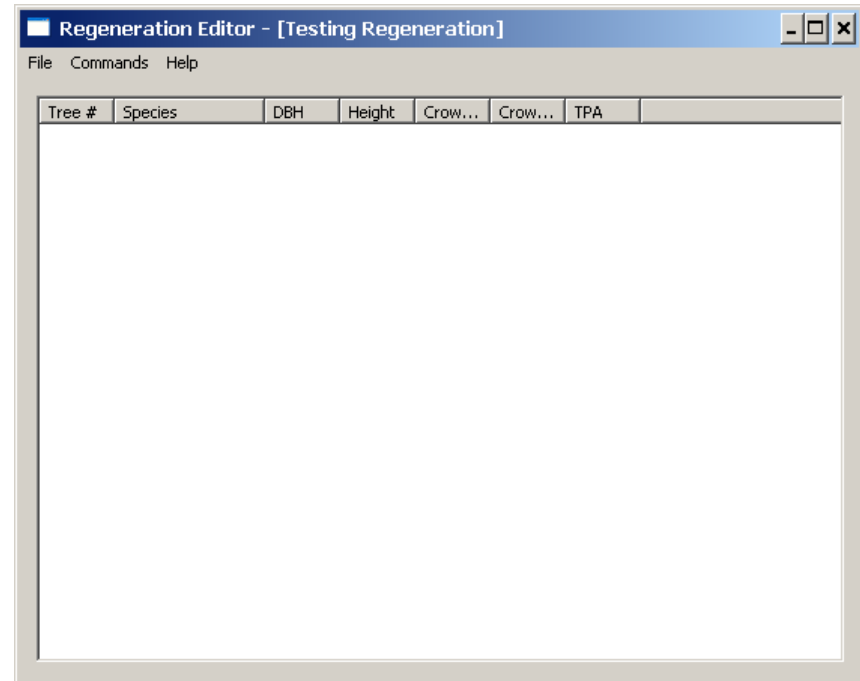 Regeneration Editor - [Testing Regeneration]
File Commands Help
Tree # Species DBH Height Crow... Crow... TPA